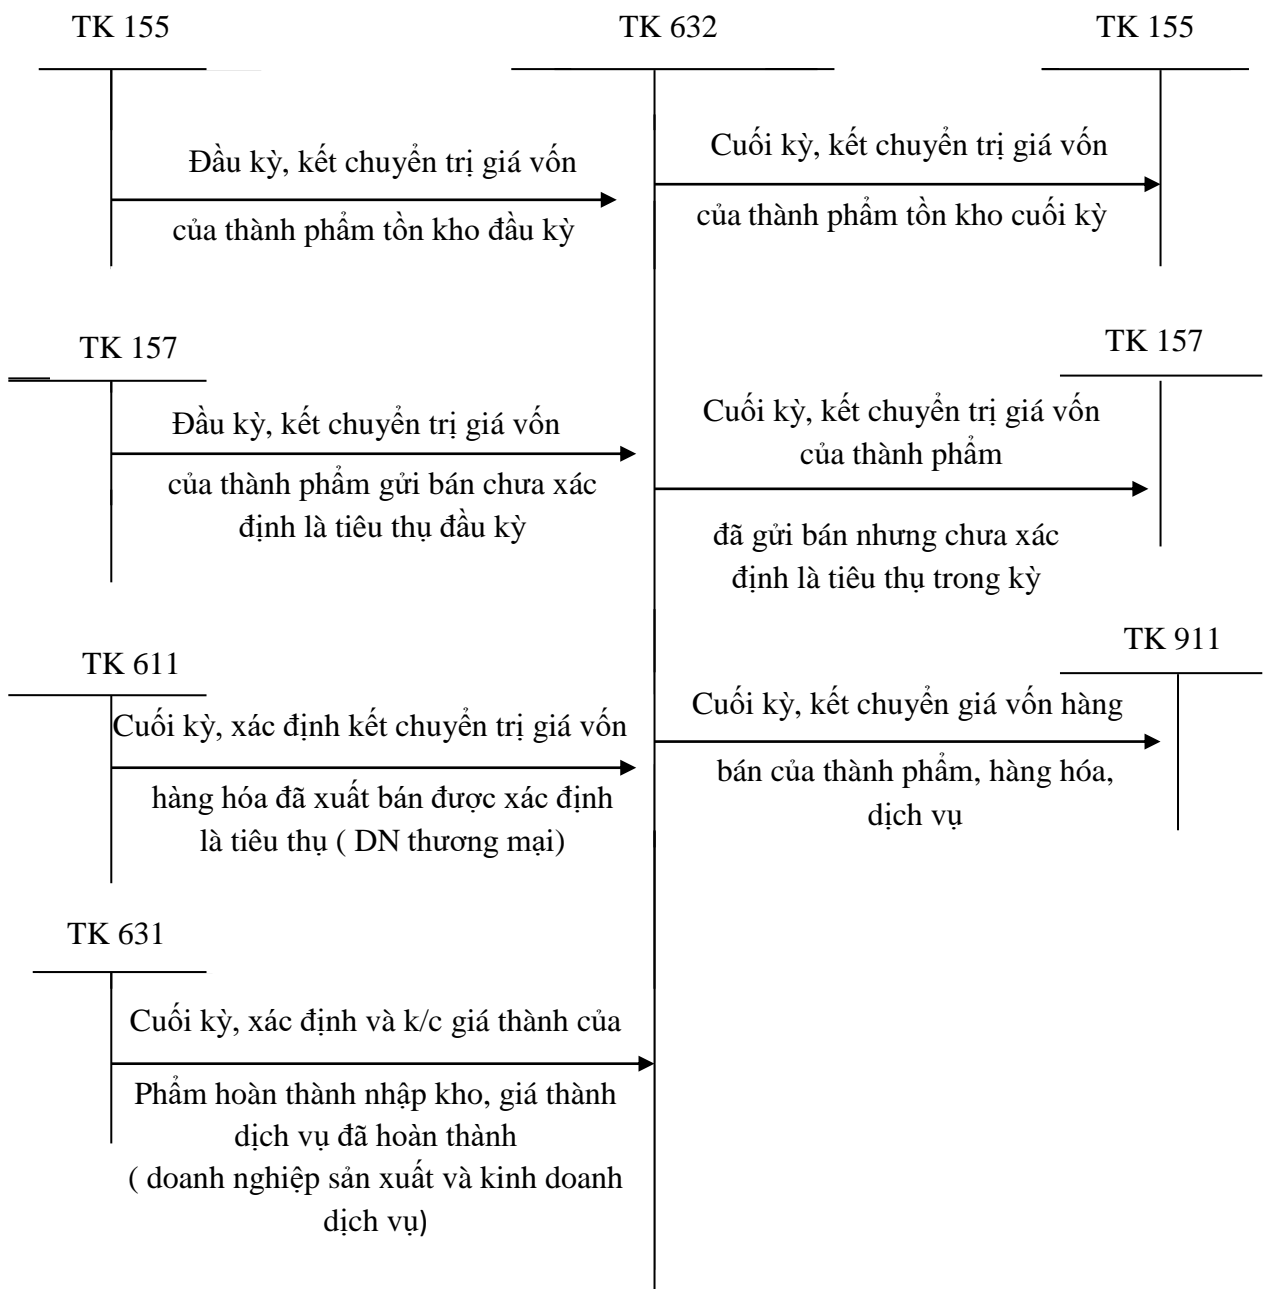 TK 155
TK 632
TK 155
Đầu kỳ, kết chuyển trị giá vốn
của thành phẩm tồn kho đầu kỳ
Cuối kỳ, kết chuyển trị giá vốn
của thành phẩm tồn kho cuối kỳ
TK 157
TK 157
Đầu kỳ, kết chuyển trị giá vốn
của thành phẩm gửi bán chưa xác
định là tiêu thụ đầu kỳ
Cuối kỳ, kết chuyển trị giá vốn
của thành phẩm
đã gửi bán nhưng chưa xác
định là tiêu thụ trong kỳ
TK 611
TK 911
Cuối kỳ, xác định kết chuyển trị giá vốn
hàng hóa đã xuất bán được xác định
là tiêu thụ ( DN thương mại)
Cuối kỳ, kết chuyển giá vốn hàng
bán của thành phẩm, hàng hóa,
dịch vụ
TK 631
Cuối kỳ, xác định và k/c giá thành của
Phẩm hoàn thành nhập kho, giá thành
dịch vụ đã hoàn thành
( doanh nghiệp sản xuất và kinh doanh
dịch vụ)